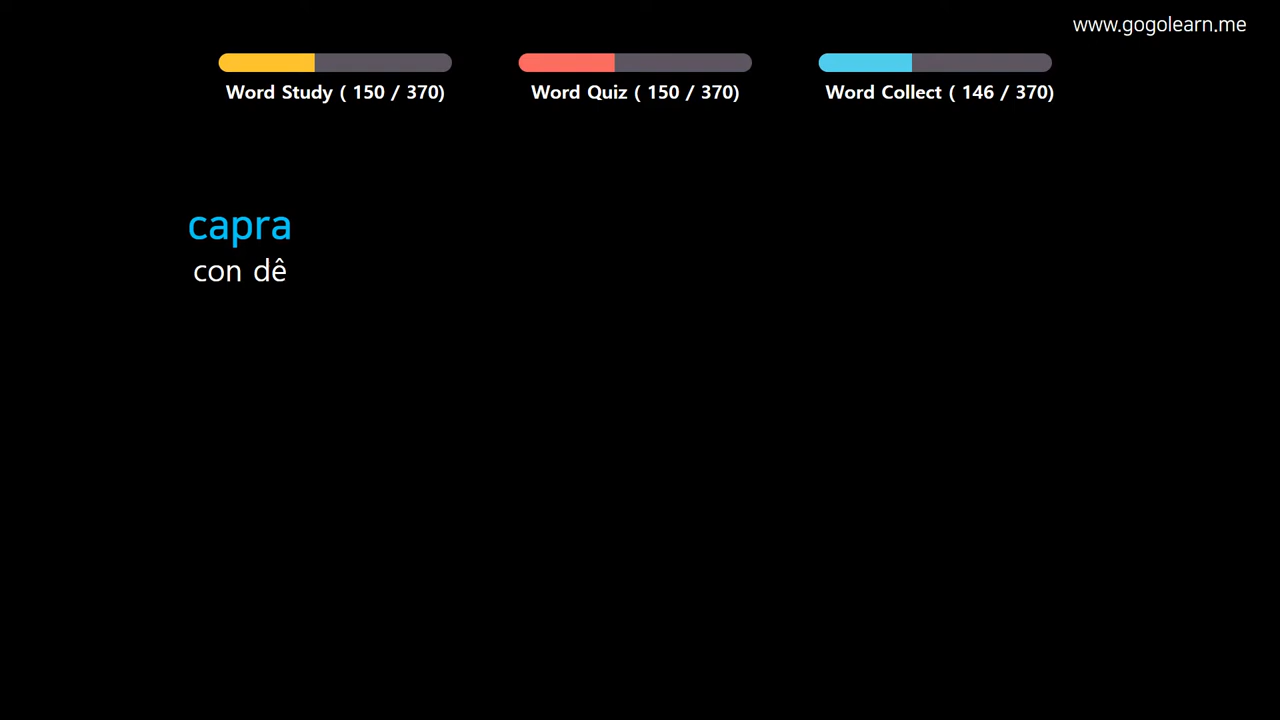 www.gogolearn.me
Word Study ( 150 / 370)
Word Quiz ( 150 / 370)
Word Collect ( 146 / 370)
capra
con dê